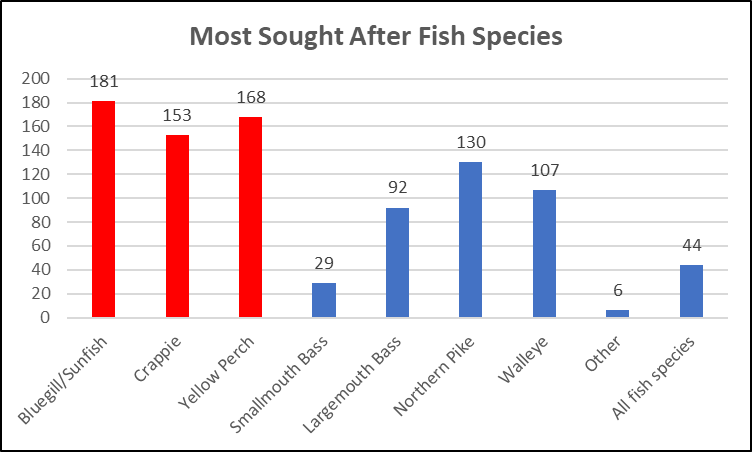 Most Sought After Fish Species
200
180
160
140
120
100
80
60
40
20
0
181
153
168
29
92
130
107
6
44
Bluegill/Sunfish
Crappie
Yellow Perch
Smallmouth Bass
Largemouth Bass
Northern Pike
Walleye
Other
All fish species